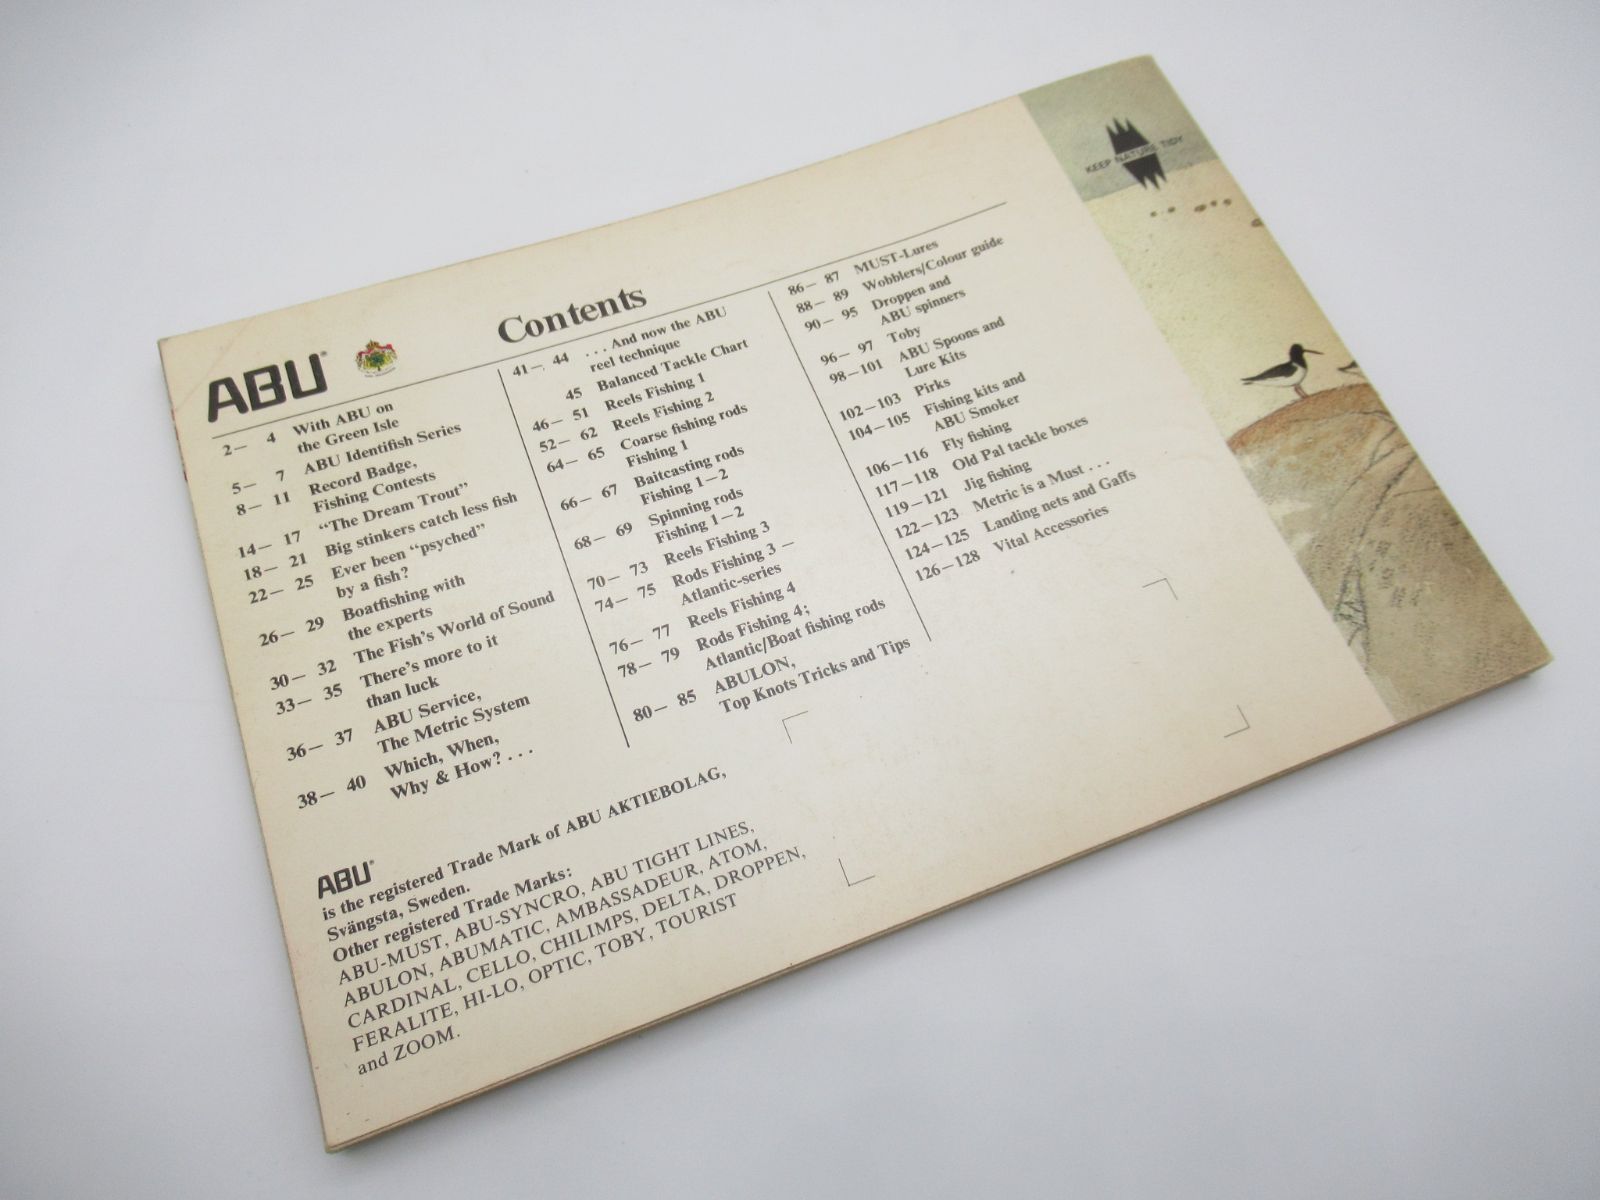 ABU®
Contents
2— 4 With ABU on
the Green Isle
5— 7 ABU Identifish Series
8— 11 Record Badge,
Fishing Contests
14— 17 “The Dream Trout”
18— 21 Big stinkers catch less fish
22— 25 Ever been “psyched”
by a fish?
26— 29 Boatfishing with
the experts
30— 32 The Fish's World of Sound
33— 35 There's more to it
than luck
36— 37 ABU Service,
The Metric System
38— 40 Which, When,
Why & How? . . .
41— 44 . . . And now the ABU
reel technique
45 Balanced Tackle Chart
46— 51 Reels Fishing 1
52— 62 Reels Fishing 2
64— 65 Coarse fishing rods
Fishing 1
66— 67 Baitcasting rods
Fishing 1—2
68— 69 Spinning rods
Fishing 1—2
70— 73 Reels Fishing 3
74— 75 Rods Fishing 3 —
Atlantic-series
76— 77 Reels Fishing 4
78— 79 Rods Fishing 4;
Atlantic/Boat fishing rods
80— 85 ABULON,
Top Knots Tricks and Tips
86— 87 MUST-Lures
88— 89 Wobblers/Colour guide
90— 95 Droppen and
ABU spinners
96— 97 Toby
98—101 ABU Spoons and
Lure Kits
102—103 Pirks
104—105 Fishing kits and
ABU Smoker
106—116 Fly fishing
117—118 Old Pal tackle boxes
119—121 Jig fishing
122—123 Metric is a Must . . .
124—125 Landing nets and Gaffs
126—128 Vital Accessories
ABU®
is the registered Trade Mark of ABU AKTIEBOLAG,
Svängsta, Sweden.
Other registered Trade Marks:
ABU-MUST, ABU-SYNCRO, ABU TIGHT LINES,
ABULON, ABUMATIC, AMBASSADEUR, ATOM,
CARDINAL, CELLO, CHILIMPS, DELTA, DROPPEN,
FERALITE, HI-LO, OPTIC, TOBY, TOURIST
and ZOOM.
KEEP NATURE TIDY